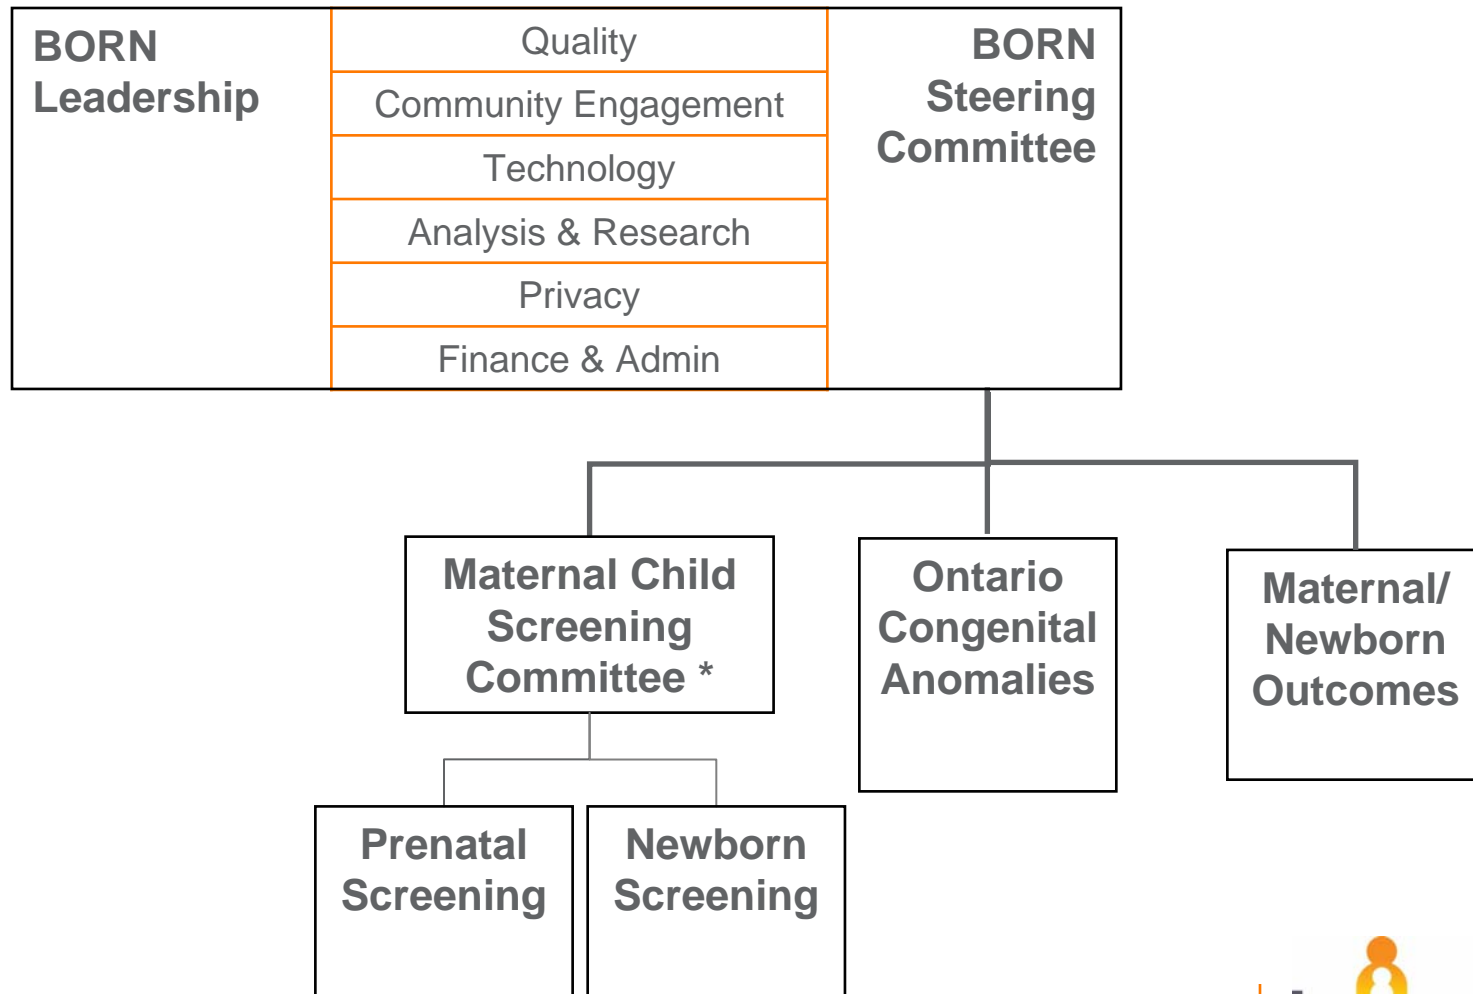 BORN
Leadership
Quality
Community Engagement
Technology
Analysis & Research
Privacy
Finance & Admin
BORN
Steering
Committee
Maternal Child
Screening
Committee *
Ontario
Congenital
Anomalies
Maternal/
Newborn
Outcomes
Prenatal
Screening
Newborn
Screening